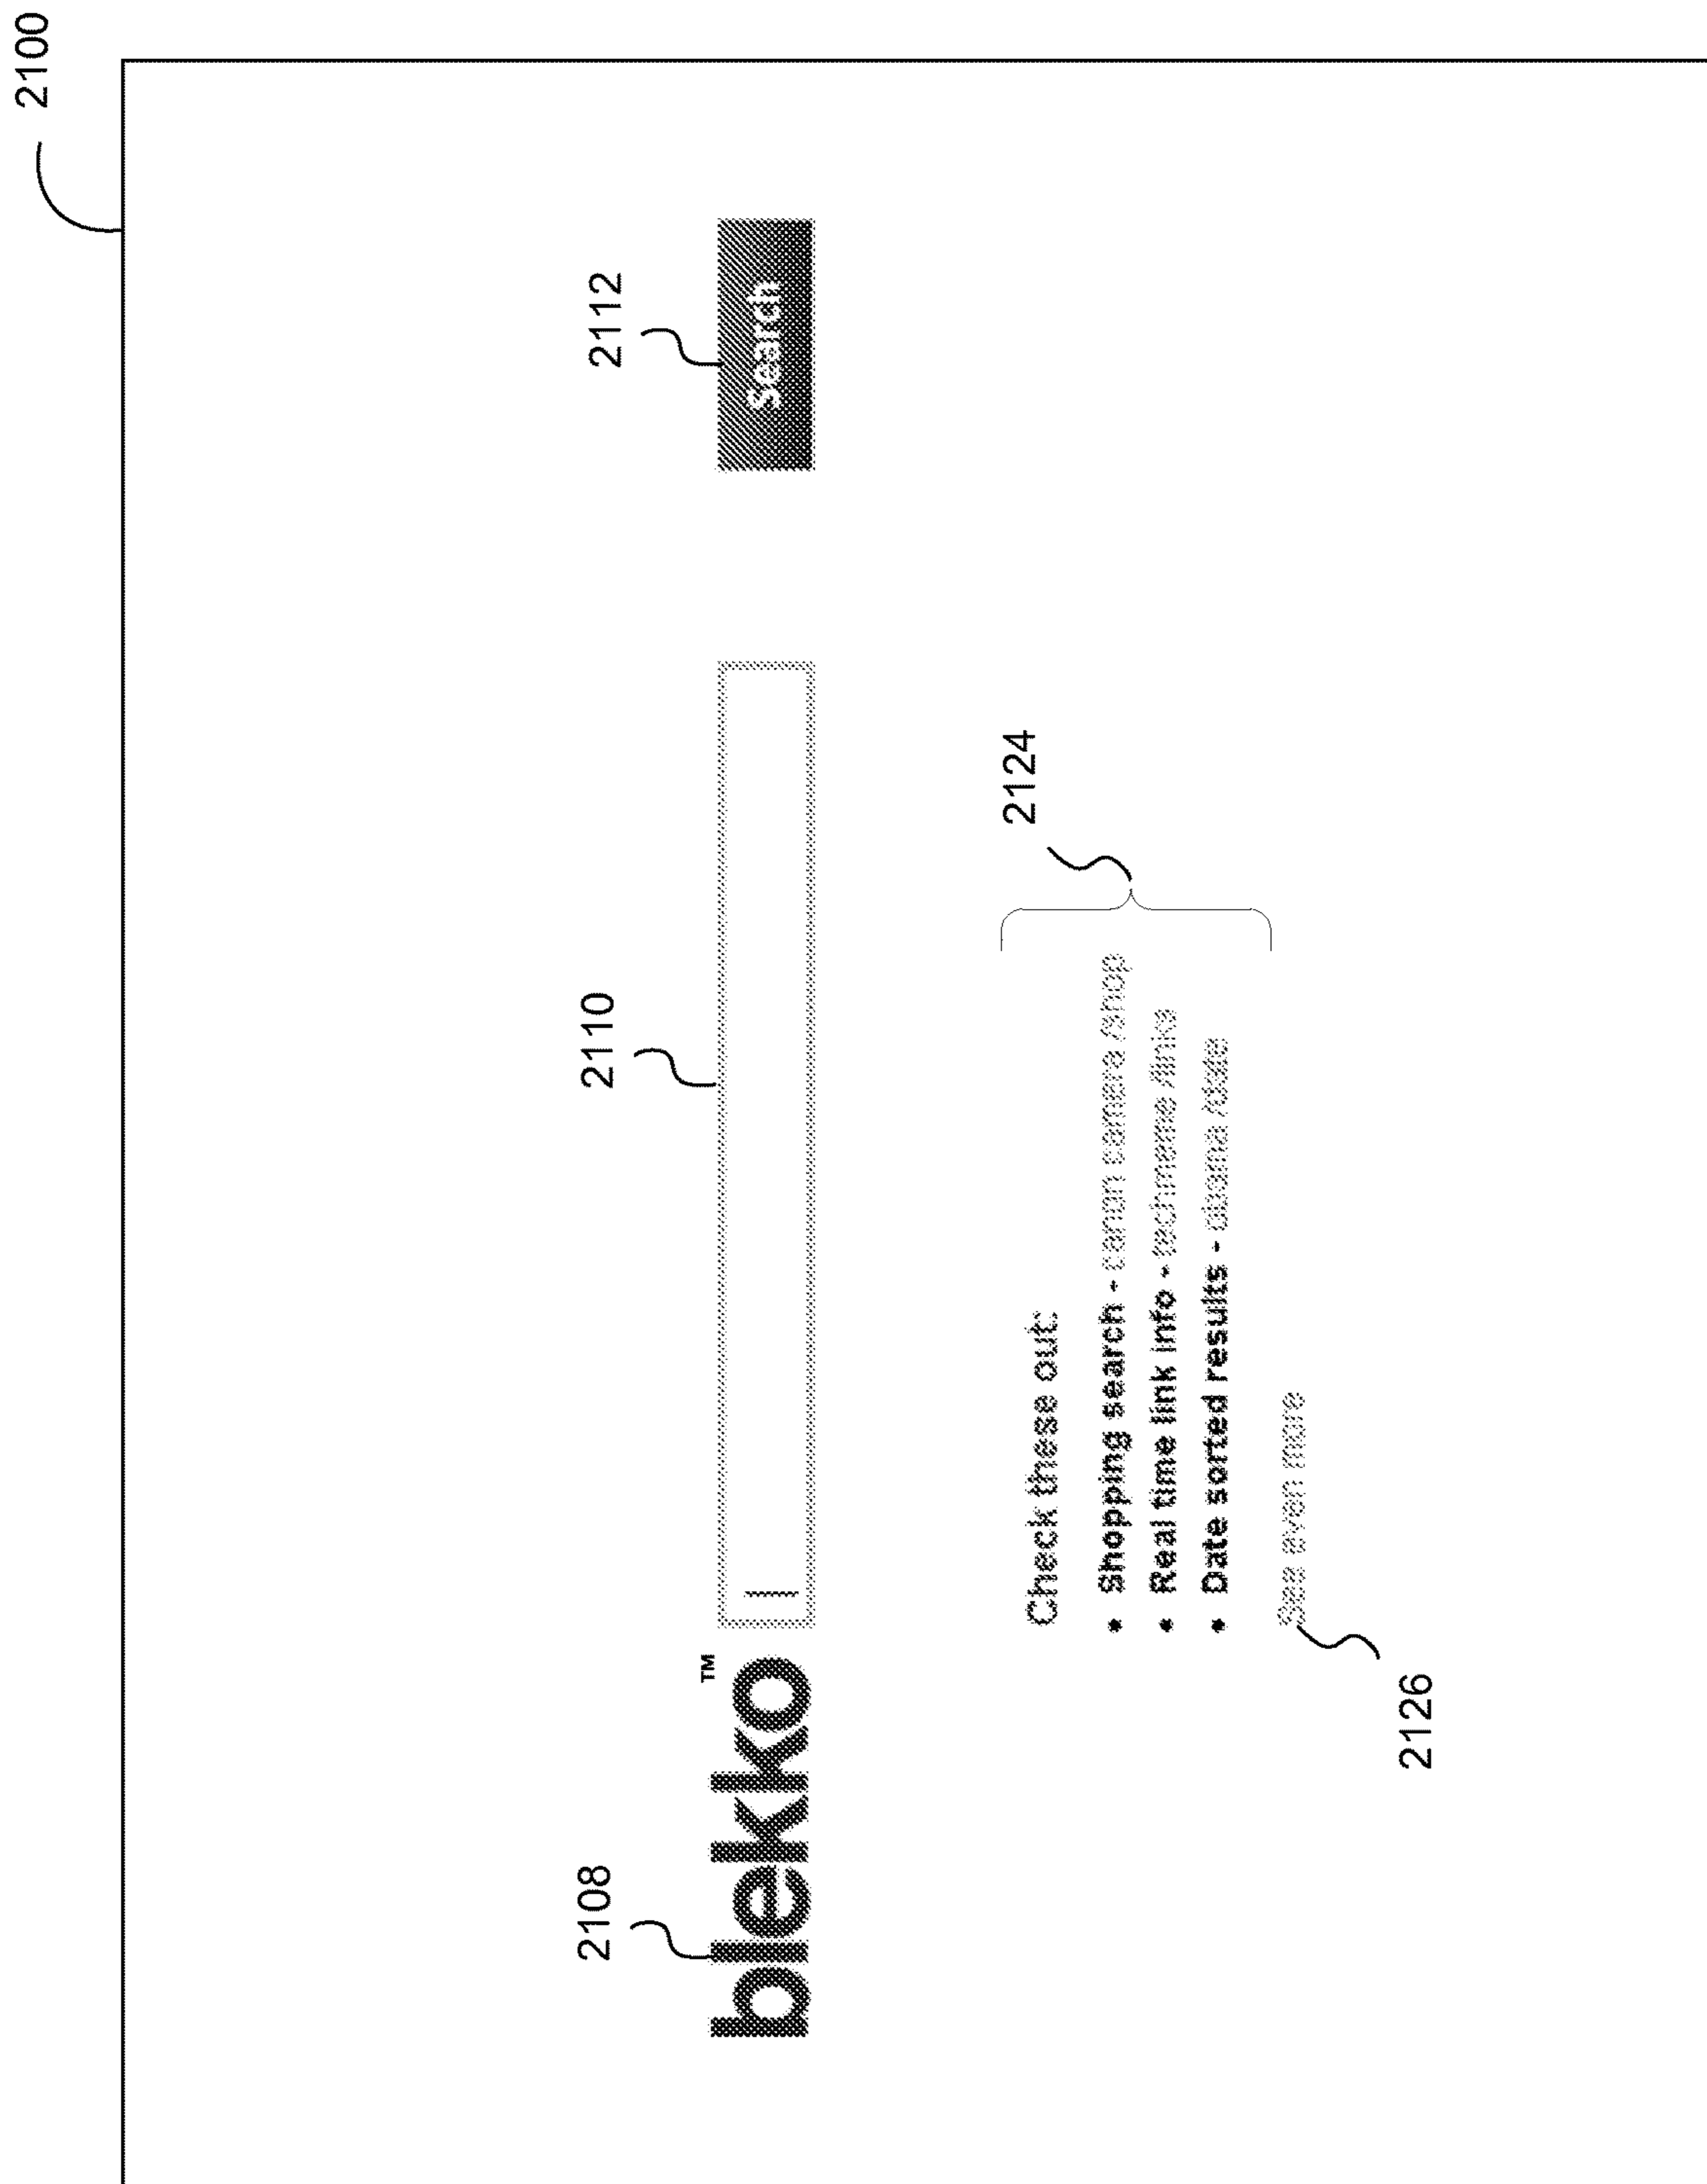 2100
2108
2110
2112
blekko™
Search
2124
Check these out:
• Shopping search - canon camera /shop
• Real time link info - techmeme /links
• Date sorted results - obama /date
See even more
2126